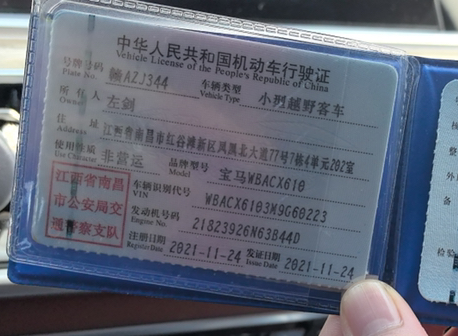 中华人民共和国机动车行驶证
Vehicle License of the People's Republic of China
号牌号码 赣AZJ344 车辆类型 小型越野客车
Plate No. Vehicle Type
所有人 左剑
Owner
住址 江西省南昌市红谷滩新区凤凰北大道77号7栋4单元202室
Address
使用性质 非营运 品牌型号 宝马WBACX610
Use Character Model
江西省南昌
市公安局交
通警察支队
车辆识别代号 WBACX6103M9G60223
VIN
发动机号码 21823926N63B44D
Engine No.
注册日期 2021-11-24 发证日期 2021-11-24
Register Date Issue Date
备
检验